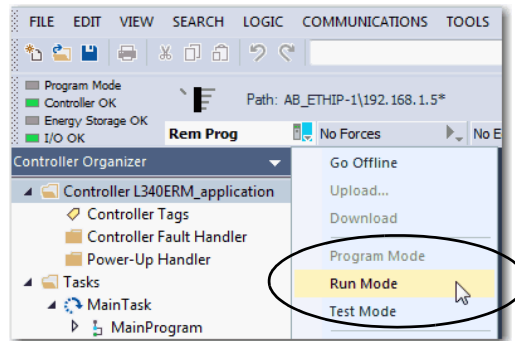 FILE EDIT VIEW SEARCH LOGIC COMMUNICATIONS TOOLS
Program Mode
Controller OK
Energy Storage OK
I/O OK
Path: AB_ETHIP-1\192.168.1.5*
Rem Prog
No Forces
No E
Controller Organizer
Controller L340ERM_application
Controller Tags
Controller Fault Handler
Power-Up Handler
Tasks
MainTask
MainProgram
Go Offline
Upload...
Download
Program Mode
Run Mode
Test Mode